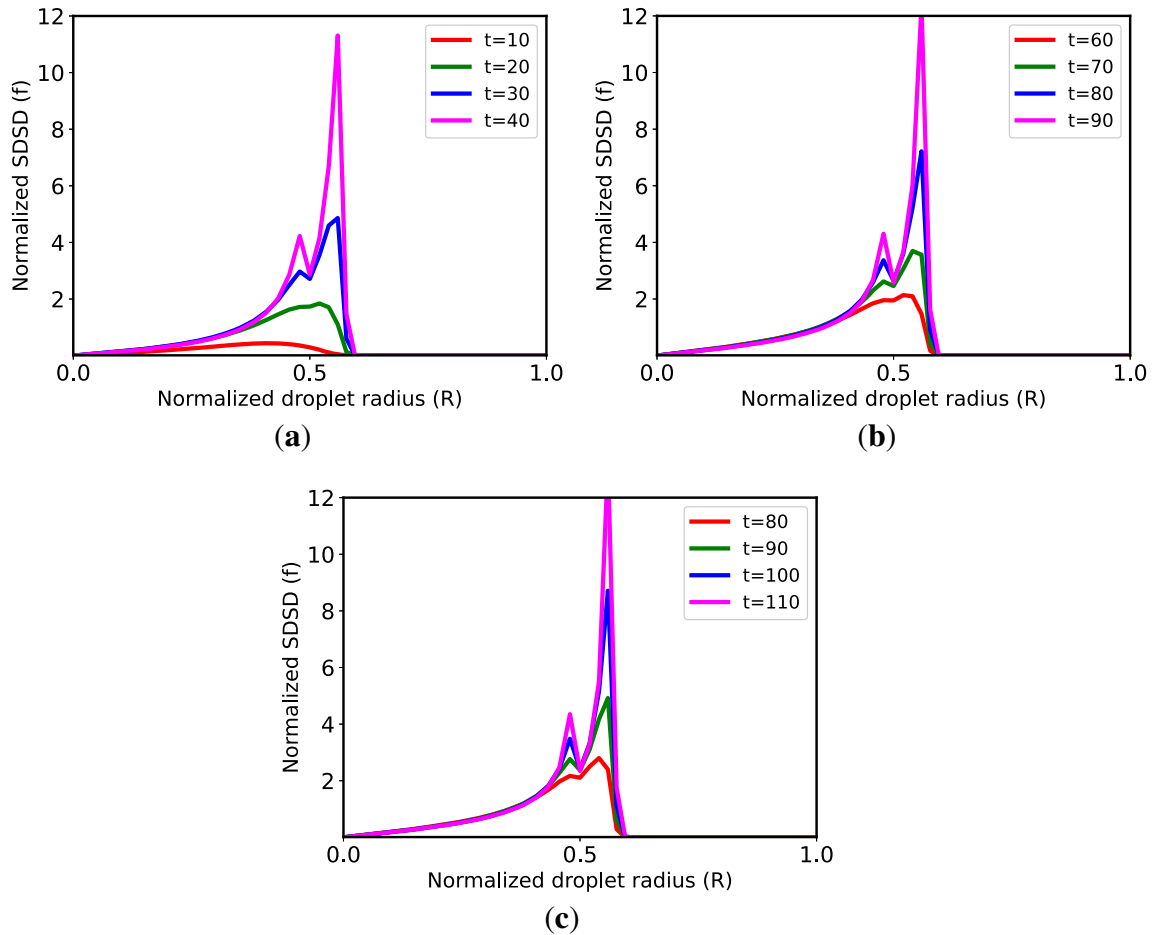 12
10
8
6
4
2
Normalized SDSD (f)
t=10
t=20
t=30
t=40
0.0
0.5
1.0
Normalized droplet radius (R)
(a)
12
10
8
6
4
2
Normalized SDSD (f)
t=60
t=70
t=80
t=90
0.0
0.5
1.0
Normalized droplet radius (R)
(b)
12
10
8
6
4
2
Normalized SDSD (f)
t=80
t=90
t=100
t=110
0.0
0.5
1.0
Normalized droplet radius (R)
(c)